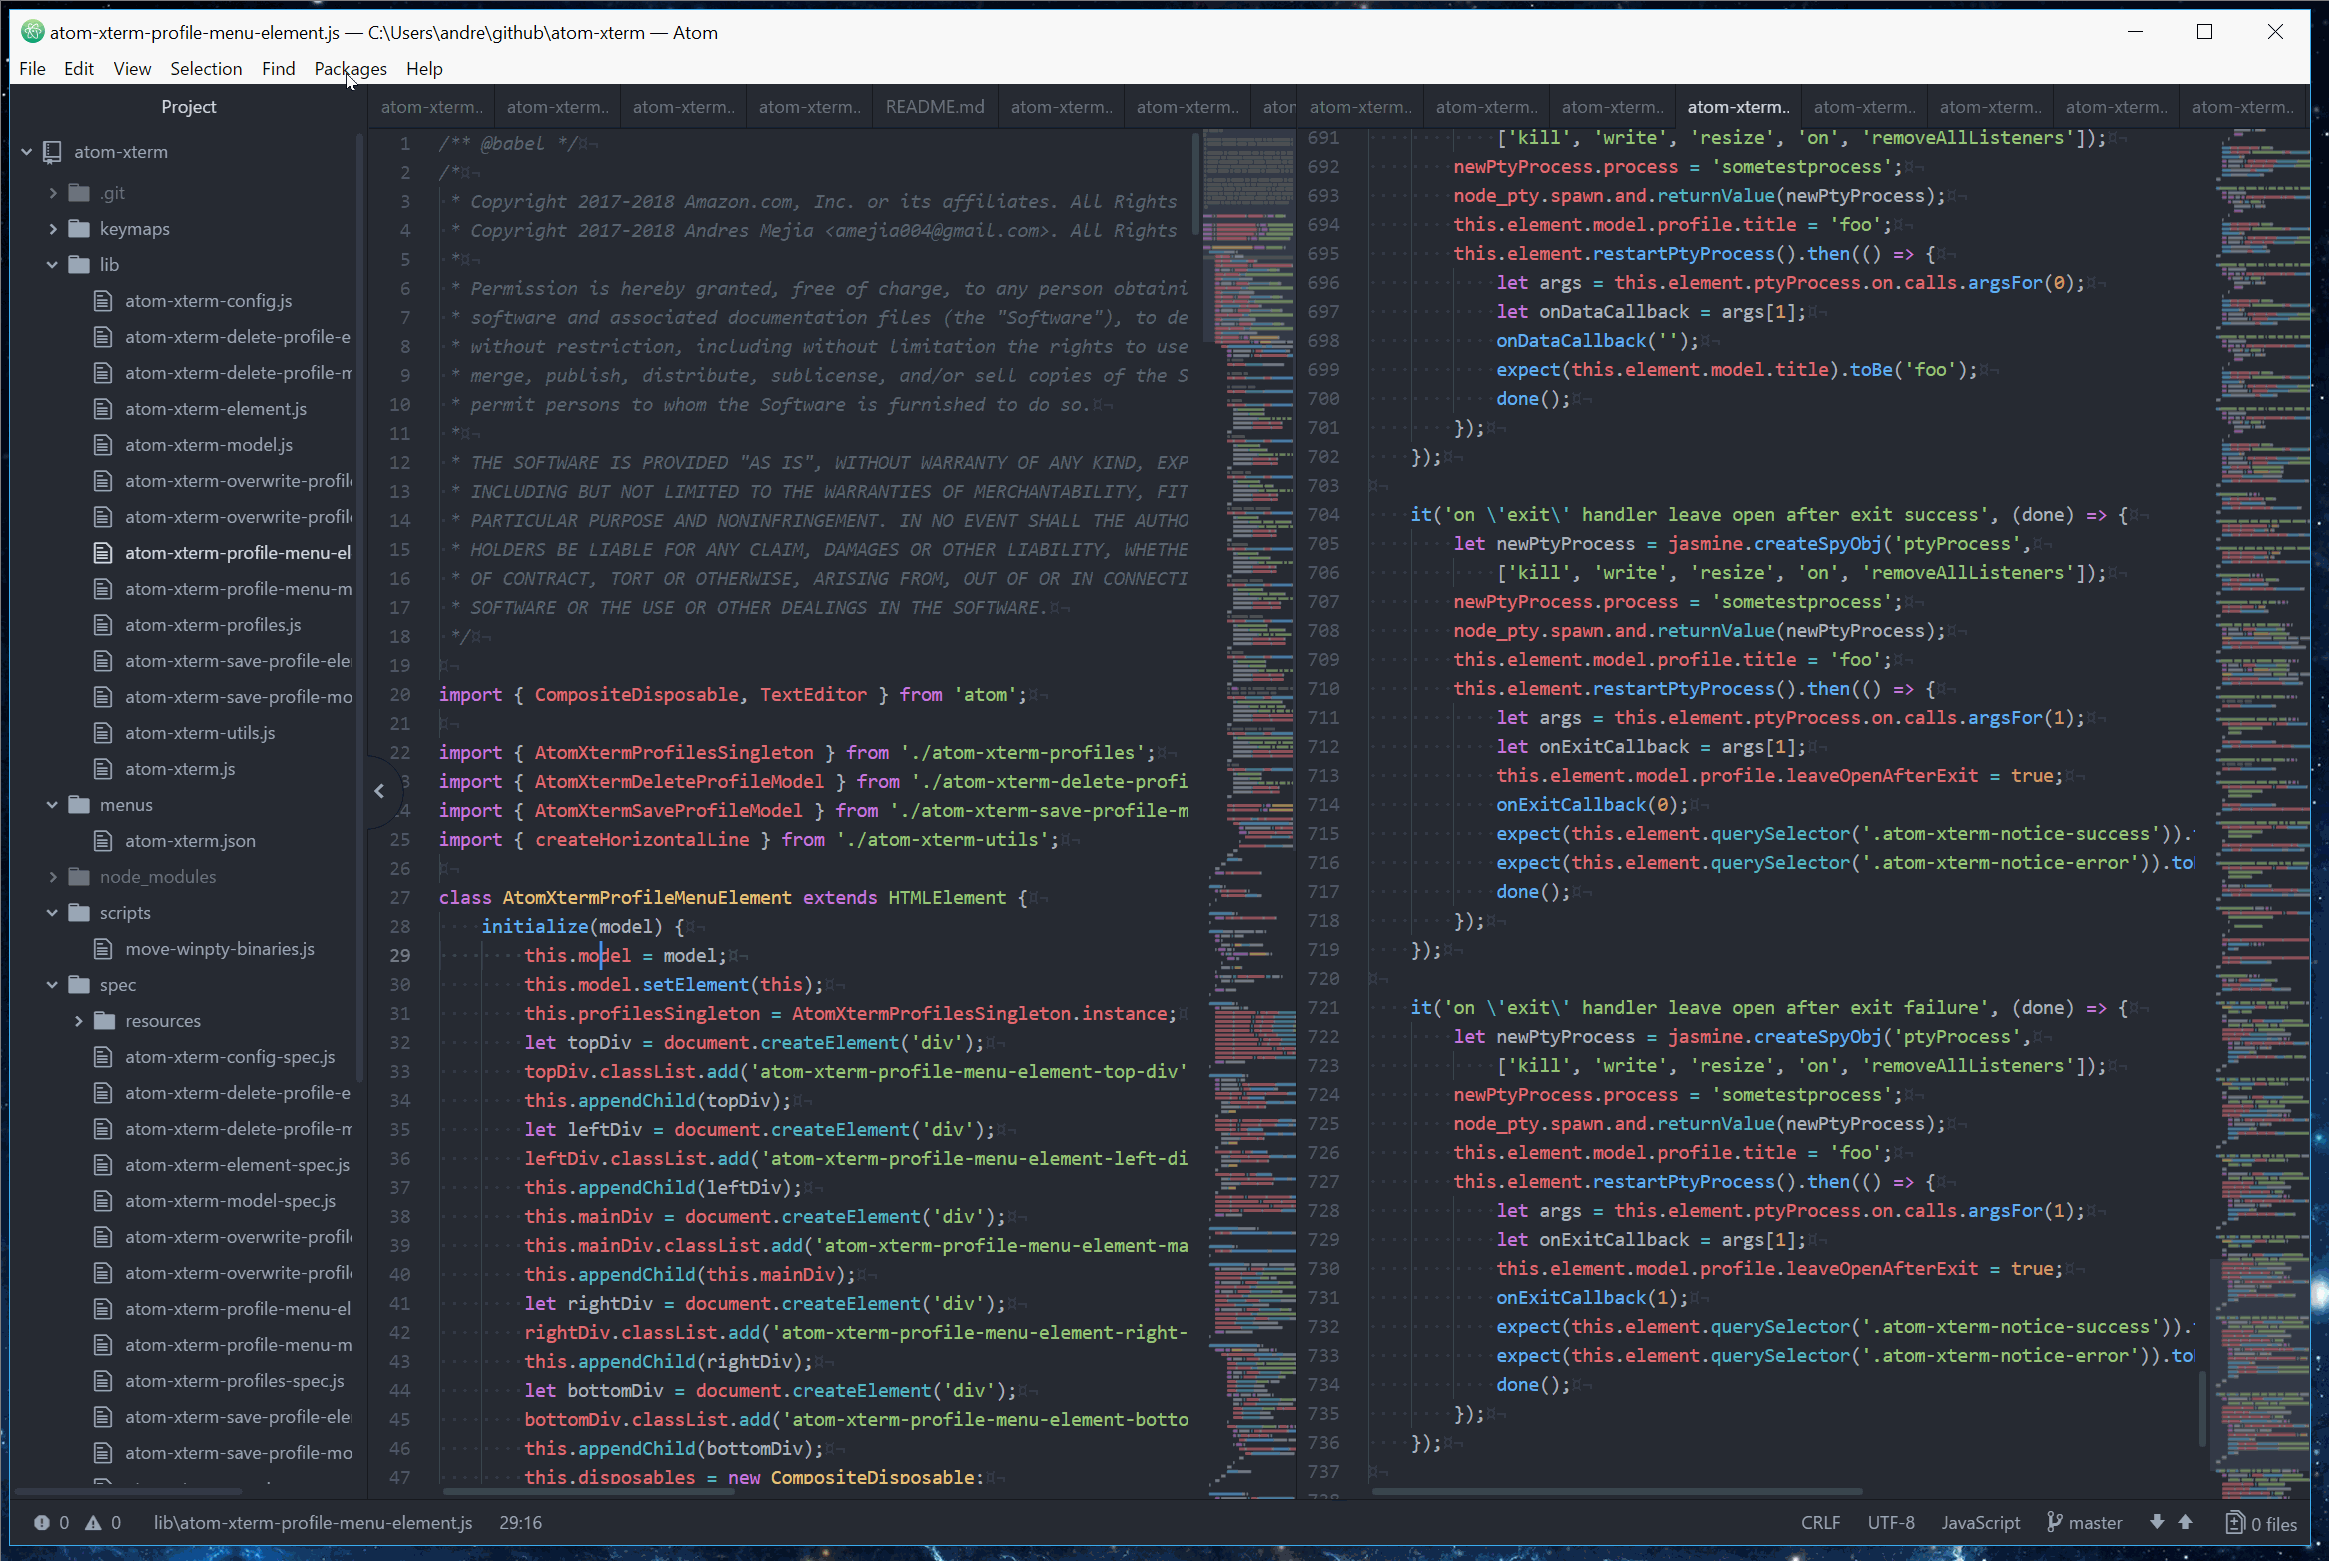 atom-xterm-profile-menu-element.js — C:\Users\andre\github\atom-xterm — Atom
File Edit View Selection Find Packages Help
Project
atom-xterm
.git
keymaps
lib
atom-xterm-config.js
atom-xterm-delete-profile-e
atom-xterm-delete-profile-m
atom-xterm-element.js
atom-xterm-model.js
atom-xterm-overwrite-profil
atom-xterm-overwrite-profil
atom-xterm-profile-menu-el
atom-xterm-profile-menu-m
atom-xterm-profiles.js
atom-xterm-save-profile-ele
atom-xterm-save-profile-mo
atom-xterm-utils.js
atom-xterm.js
menus
atom-xterm.json
node_modules
scripts
move-winpty-binaries.js
spec
resources
atom-xterm-config-spec.js
atom-xterm-delete-profile-e
atom-xterm-delete-profile-m
atom-xterm-element-spec.js
atom-xterm-model-spec.js
atom-xterm-overwrite-profil
atom-xterm-overwrite-profil
atom-xterm-profile-menu-el
atom-xterm-profile-menu-m
atom-xterm-profiles-spec.js
atom-xterm-save-profile-ele
atom-xterm-save-profile-mo
atom-xterm.. atom-xterm.. atom-xterm.. atom-xterm.. README.md atom-xterm.. atom-xterm.. aton
1 /** @babel */
2 /*
3 * Copyright 2017-2018 Amazon.com, Inc. or its affiliates. All Rights
4 * Copyright 2017-2018 Andres Mejia <amejia004@gmail.com>. All Rights
5 *
6 * Permission is hereby granted, free of charge, to any person obtaini
7 * software and associated documentation files (the "Software"), to de
8 * without restriction, including without limitation the rights to use
9 * merge, publish, distribute, sublicense, and/or sell copies of the S
10 * permit persons to whom the Software is furnished to do so.
11 *
12 * THE SOFTWARE IS PROVIDED "AS IS", WITHOUT WARRANTY OF ANY KIND, EXP
13 * INCLUDING BUT NOT LIMITED TO THE WARRANTIES OF MERCHANTABILITY, FIT
14 * PARTICULAR PURPOSE AND NONINFRINGEMENT. IN NO EVENT SHALL THE AUTHO
15 * HOLDERS BE LIABLE FOR ANY CLAIM, DAMAGES OR OTHER LIABILITY, WHETHE
16 * OF CONTRACT, TORT OR OTHERWISE, ARISING FROM, OUT OF OR IN CONNECTI
17 * SOFTWARE OR THE USE OR OTHER DEALINGS IN THE SOFTWARE.
18 */
19
20 import { CompositeDisposable, TextEditor } from 'atom';
21
22 import { AtomXtermProfilesSingleton } from './atom-xterm-profiles';
3 import { AtomXtermDeleteProfileModel } from './atom-xterm-delete-profi
4 import { AtomXtermSaveProfileModel } from './atom-xterm-save-profile-m
25 import { createHorizontalLine } from './atom-xterm-utils';
26
27 class AtomXtermProfileMenuElement extends HTMLElement {
28 initialize(model) {
29 this.model = model;
30 this.model.setElement(this);
31 this.profilesSingleton = AtomXtermProfilesSingleton.instance;
32 let topDiv = document.createElement('div');
33 topDiv.classList.add('atom-xterm-profile-menu-element-top-div'
34 this.appendChild(topDiv);
35 let leftDiv = document.createElement('div');
36 leftDiv.classList.add('atom-xterm-profile-menu-element-left-di
37 this.appendChild(leftDiv);
38 this.mainDiv = document.createElement('div');
39 this.mainDiv.classList.add('atom-xterm-profile-menu-element-ma
40 this.appendChild(this.mainDiv);
41 let rightDiv = document.createElement('div');
42 rightDiv.classList.add('atom-xterm-profile-menu-element-right-
43 this.appendChild(rightDiv);
44 let bottomDiv = document.createElement('div');
45 bottomDiv.classList.add('atom-xterm-profile-menu-element-botto
46 this.appendChild(bottomDiv);
47 this.disposables = new CompositeDisposable;
atom-xterm.. atom-xterm.. atom-xterm.. atom-xterm.. atom-xterm.. atom-xterm.. atom-xterm.. atom-xterm..
691 ['kill', 'write', 'resize', 'on', 'removeAllListeners']);
692 newPtyProcess.process = 'sometestprocess';
693 node_pty.spawn.and.returnValue(newPtyProcess);
694 this.element.model.profile.title = 'foo';
695 this.element.restartPtyProcess().then(() => {
696 let args = this.element.ptyProcess.on.calls.argsFor(0);
697 let onDataCallback = args[1];
698 onDataCallback('');
699 expect(this.element.model.title).toBe('foo');
700 done();
701 });
702 });
703
704 it('on \'exit\' handler leave open after exit success', (done) => {
705 let newPtyProcess = jasmine.createSpyObj('ptyProcess',
706 ['kill', 'write', 'resize', 'on', 'removeAllListeners']);
707 newPtyProcess.process = 'sometestprocess';
708 node_pty.spawn.and.returnValue(newPtyProcess);
709 this.element.model.profile.title = 'foo';
710 this.element.restartPtyProcess().then(() => {
711 let args = this.element.ptyProcess.on.calls.argsFor(1);
712 let onExitCallback = args[1];
713 this.element.model.profile.leaveOpenAfterExit = true;
714 onExitCallback(0);
715 expect(this.element.querySelector('.atom-xterm-notice-success')).
716 expect(this.element.querySelector('.atom-xterm-notice-error')).to
717 done();
718 });
719 });
720
721 it('on \'exit\' handler leave open after exit failure', (done) => {
722 let newPtyProcess = jasmine.createSpyObj('ptyProcess',
723 ['kill', 'write', 'resize', 'on', 'removeAllListeners']);
724 newPtyProcess.process = 'sometestprocess';
725 node_pty.spawn.and.returnValue(newPtyProcess);
726 this.element.model.profile.title = 'foo';
727 this.element.restartPtyProcess().then(() => {
728 let args = this.element.ptyProcess.on.calls.argsFor(1);
729 let onExitCallback = args[1];
730 this.element.model.profile.leaveOpenAfterExit = true;
731 onExitCallback(1);
732 expect(this.element.querySelector('.atom-xterm-notice-success')).
733 expect(this.element.querySelector('.atom-xterm-notice-error')).to
734 done();
735 });
736 });
737
0 0 lib\atom-xterm-profile-menu-element.js 29:16 CRLF UTF-8 JavaScript master 0 files